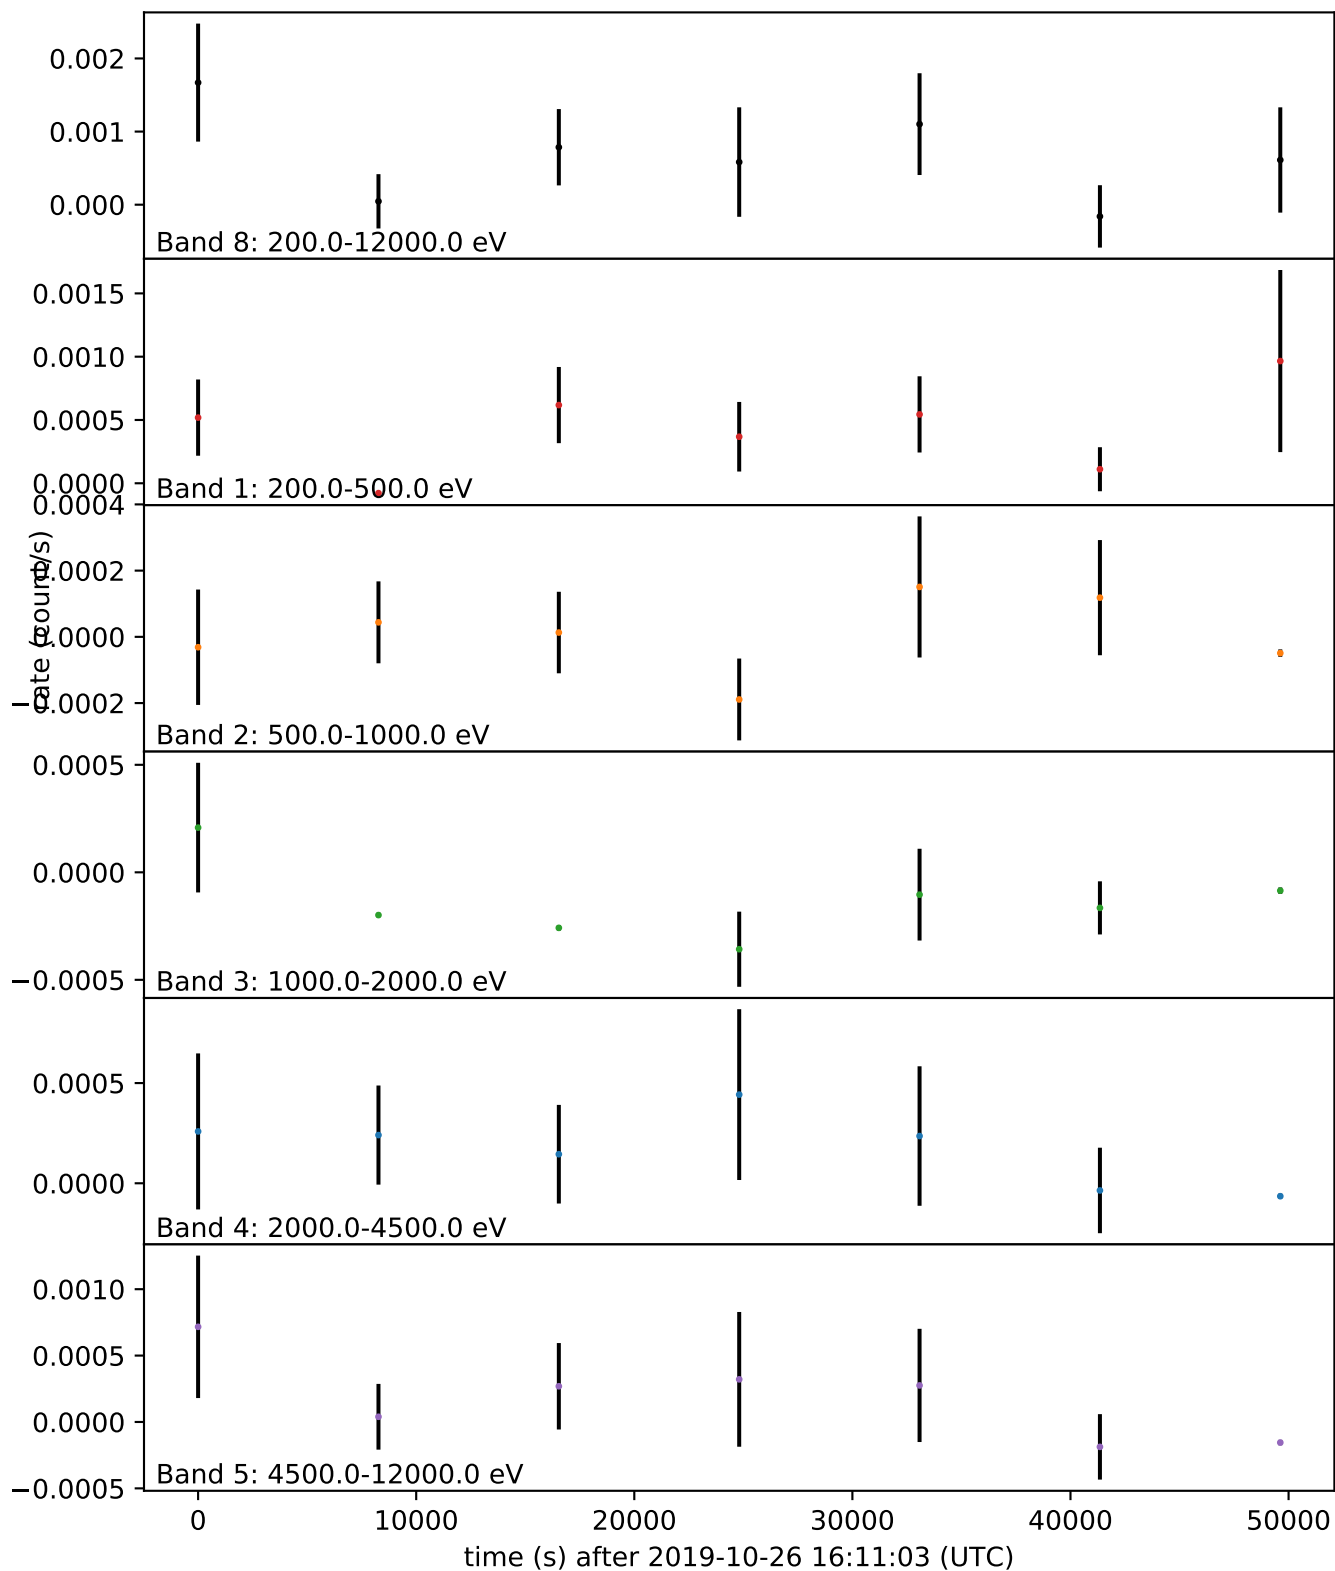 0.002
0.001
0.000
Band 8: 200.0-12000.0 eV
0.0015
0.0010
0.0005
0.0000
Band 1: 200.0-500.0 eV
0.0004
0.0002
0.0000
−0.0002
rate (count/s)
Band 2: 500.0-1000.0 eV
0.0005
0.0000
−0.0005
Band 3: 1000.0-2000.0 eV
0.0005
0.0000
Band 4: 2000.0-4500.0 eV
0.0010
0.0005
0.0000
−0.0005
Band 5: 4500.0-12000.0 eV
0 10000 20000 30000 40000 50000
time (s) after 2019-10-26 16:11:03 (UTC)